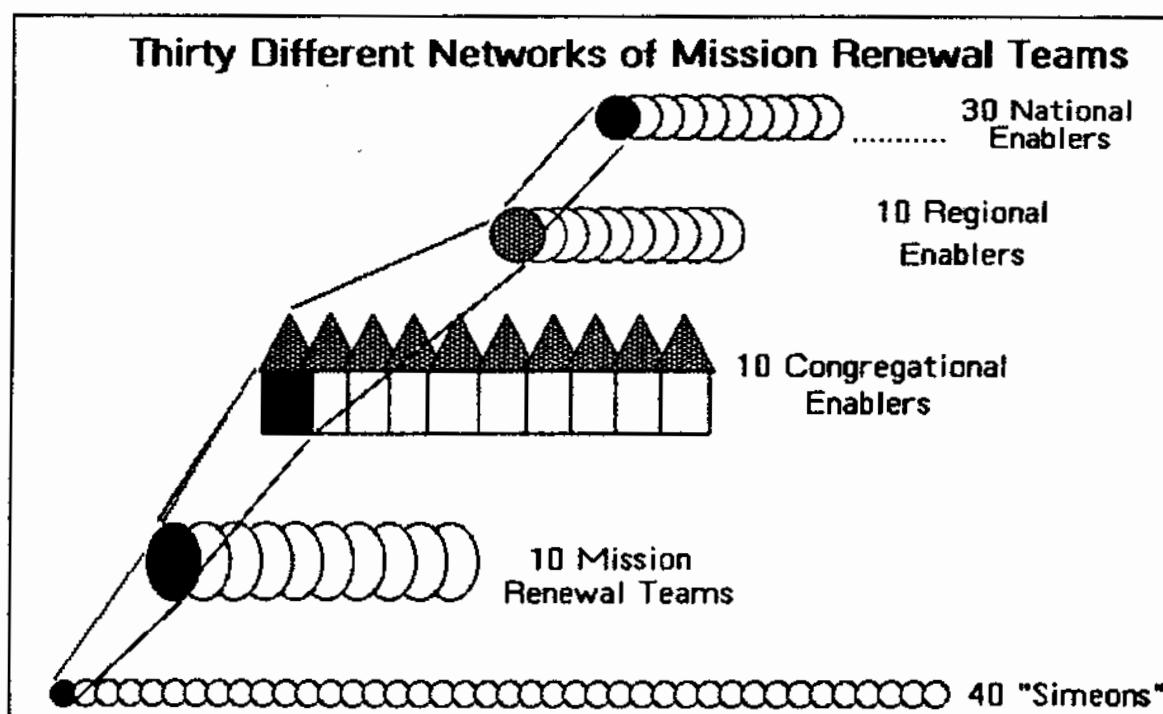 Thirty Different Networks of Mission Renewal Teams
30 National
Enablers
10 Regional
Enablers
10 Congregational
Enablers
10 Mission
Renewal Teams
40 "Simeons"